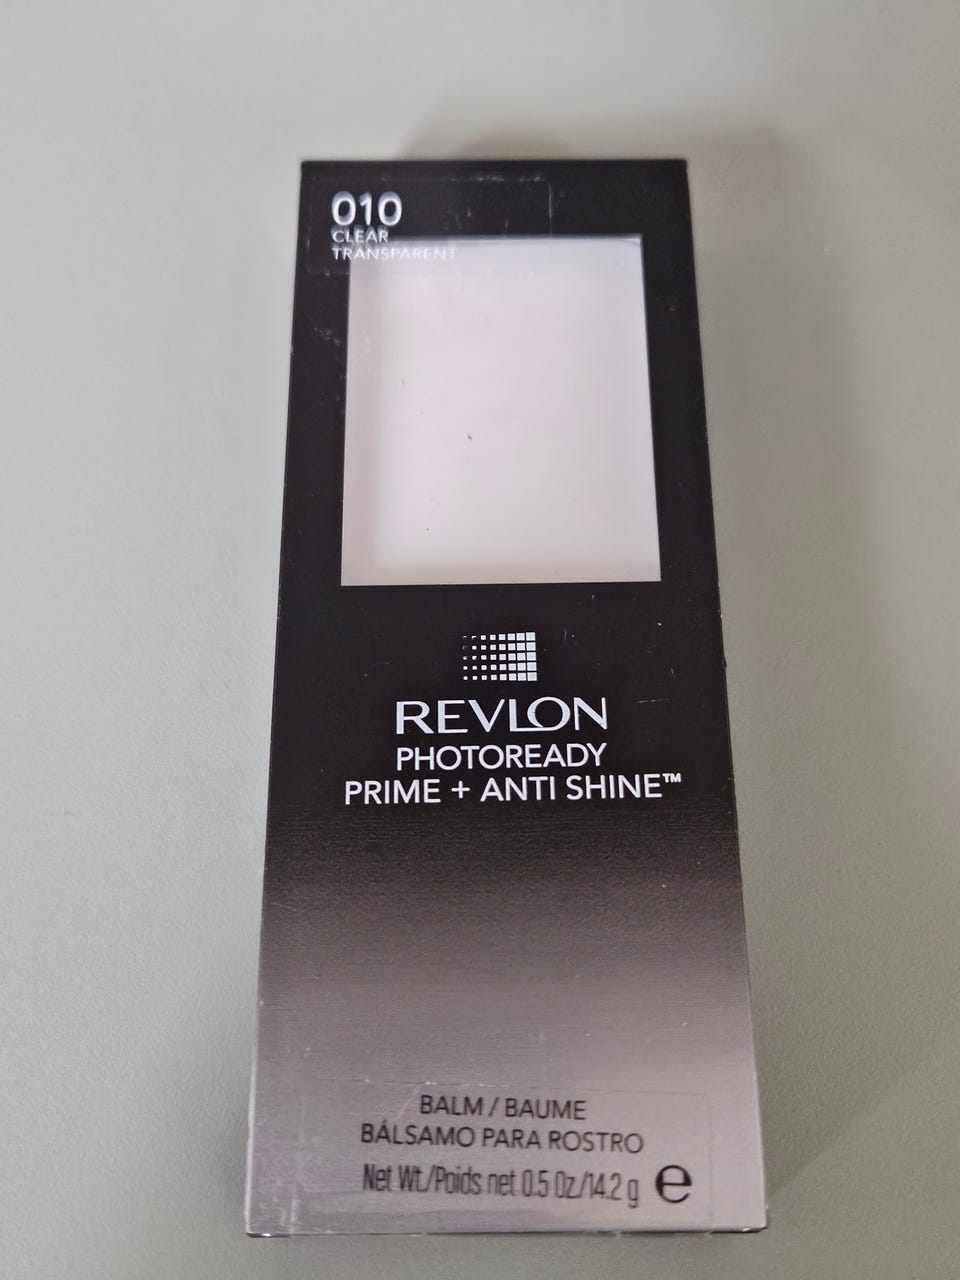 010
CLEAR
TRANSPARENT
REVLON
PHOTOREADY
PRIME + ANTI SHINE™
BALM / BAUME
BÁLSAMO PARA ROSTRO
Net Wt./Poids net 0.5 Oz/14.2 g ℮